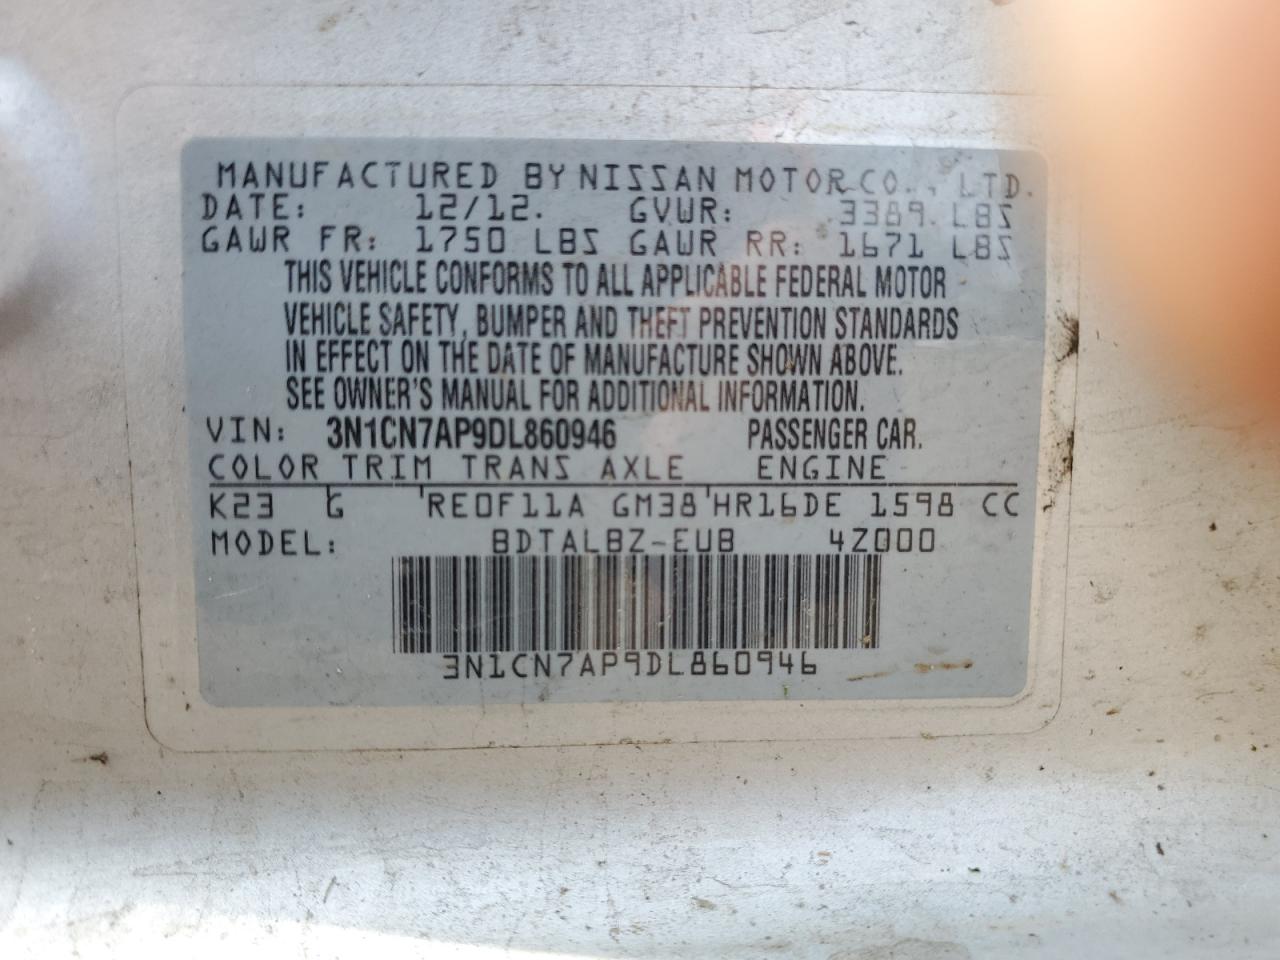 MANUFACTURED BY NISSAN MOTOR CO., LTD.
DATE: 12/12. GVWR: 3389 LBS
GAWR FR: 1750 LBS GAWR RR: 1671 LBS
THIS VEHICLE CONFORMS TO ALL APPLICABLE FEDERAL MOTOR
VEHICLE SAFETY, BUMPER AND THEFT PREVENTION STANDARDS
IN EFFECT ON THE DATE OF MANUFACTURE SHOWN ABOVE.
SEE OWNER'S MANUAL FOR ADDITIONAL INFORMATION.
VIN: 3N1CN7AP9DL860946 PASSENGER CAR.
COLOR TRIM TRANS AXLE ENGINE
K23 G RE0F11A GM38 HR16DE 1598 CC
MODEL: BDTALBZ-EUB 4Z000
3N1CN7AP9DL860946